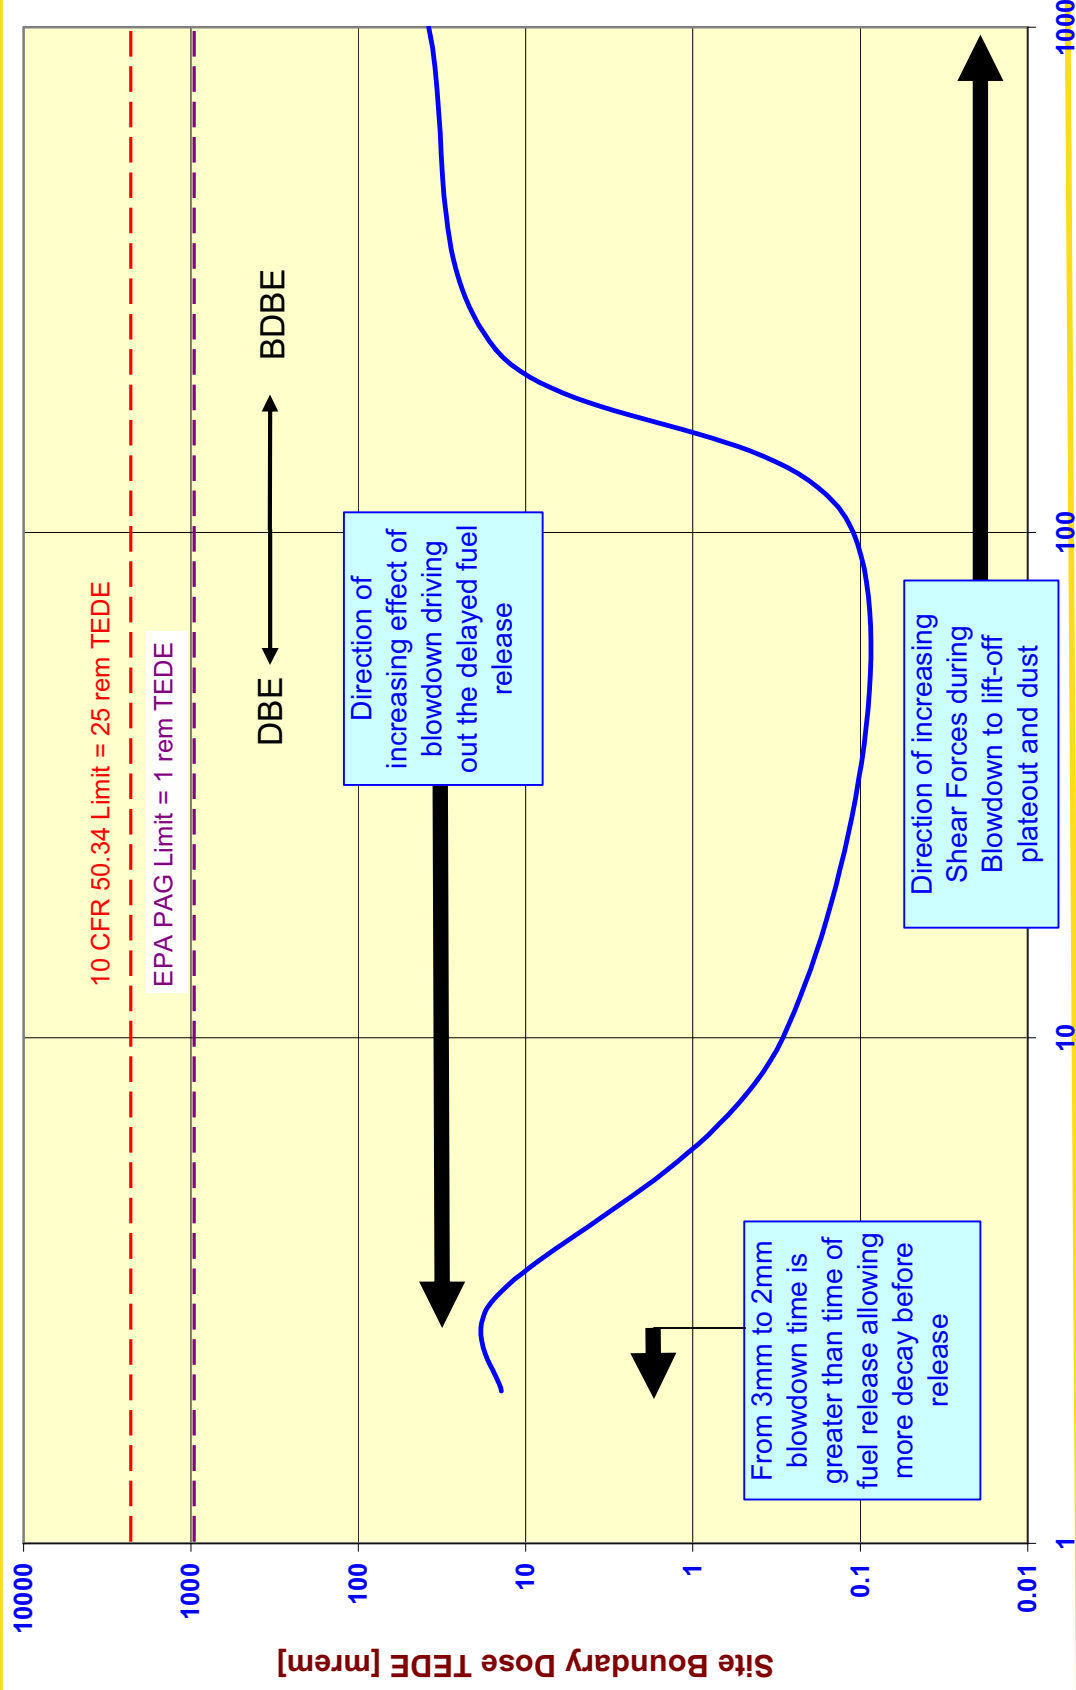 10000
1000
100
10
1
0.1
0.01
Site Boundary Dose TEDE [mrem]
10 CFR 50.34 Limit = 25 rem TEDE
EPA PAG Limit = 1 rem TEDE
DBE
BDBE
Direction of
increasing effect of
blowdown driving
out the delayed fuel
release
From 3mm to 2mm
blowdown time is
greater than time of
fuel release allowing
more decay before
release
Direction of increasing
Shear Forces during
Blowdown to lift-off
plateout and dust
1
10
100
1000